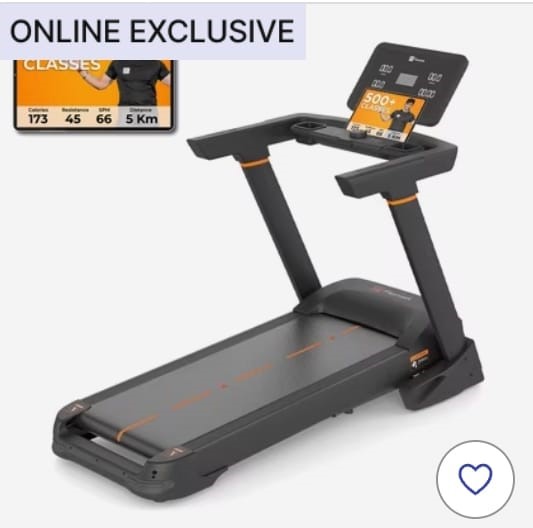 ONLINE EXCLUSIVE
CLASSES
Calories Resistance SPM Distance
173 45 66 5 Km
500+
CLASSES